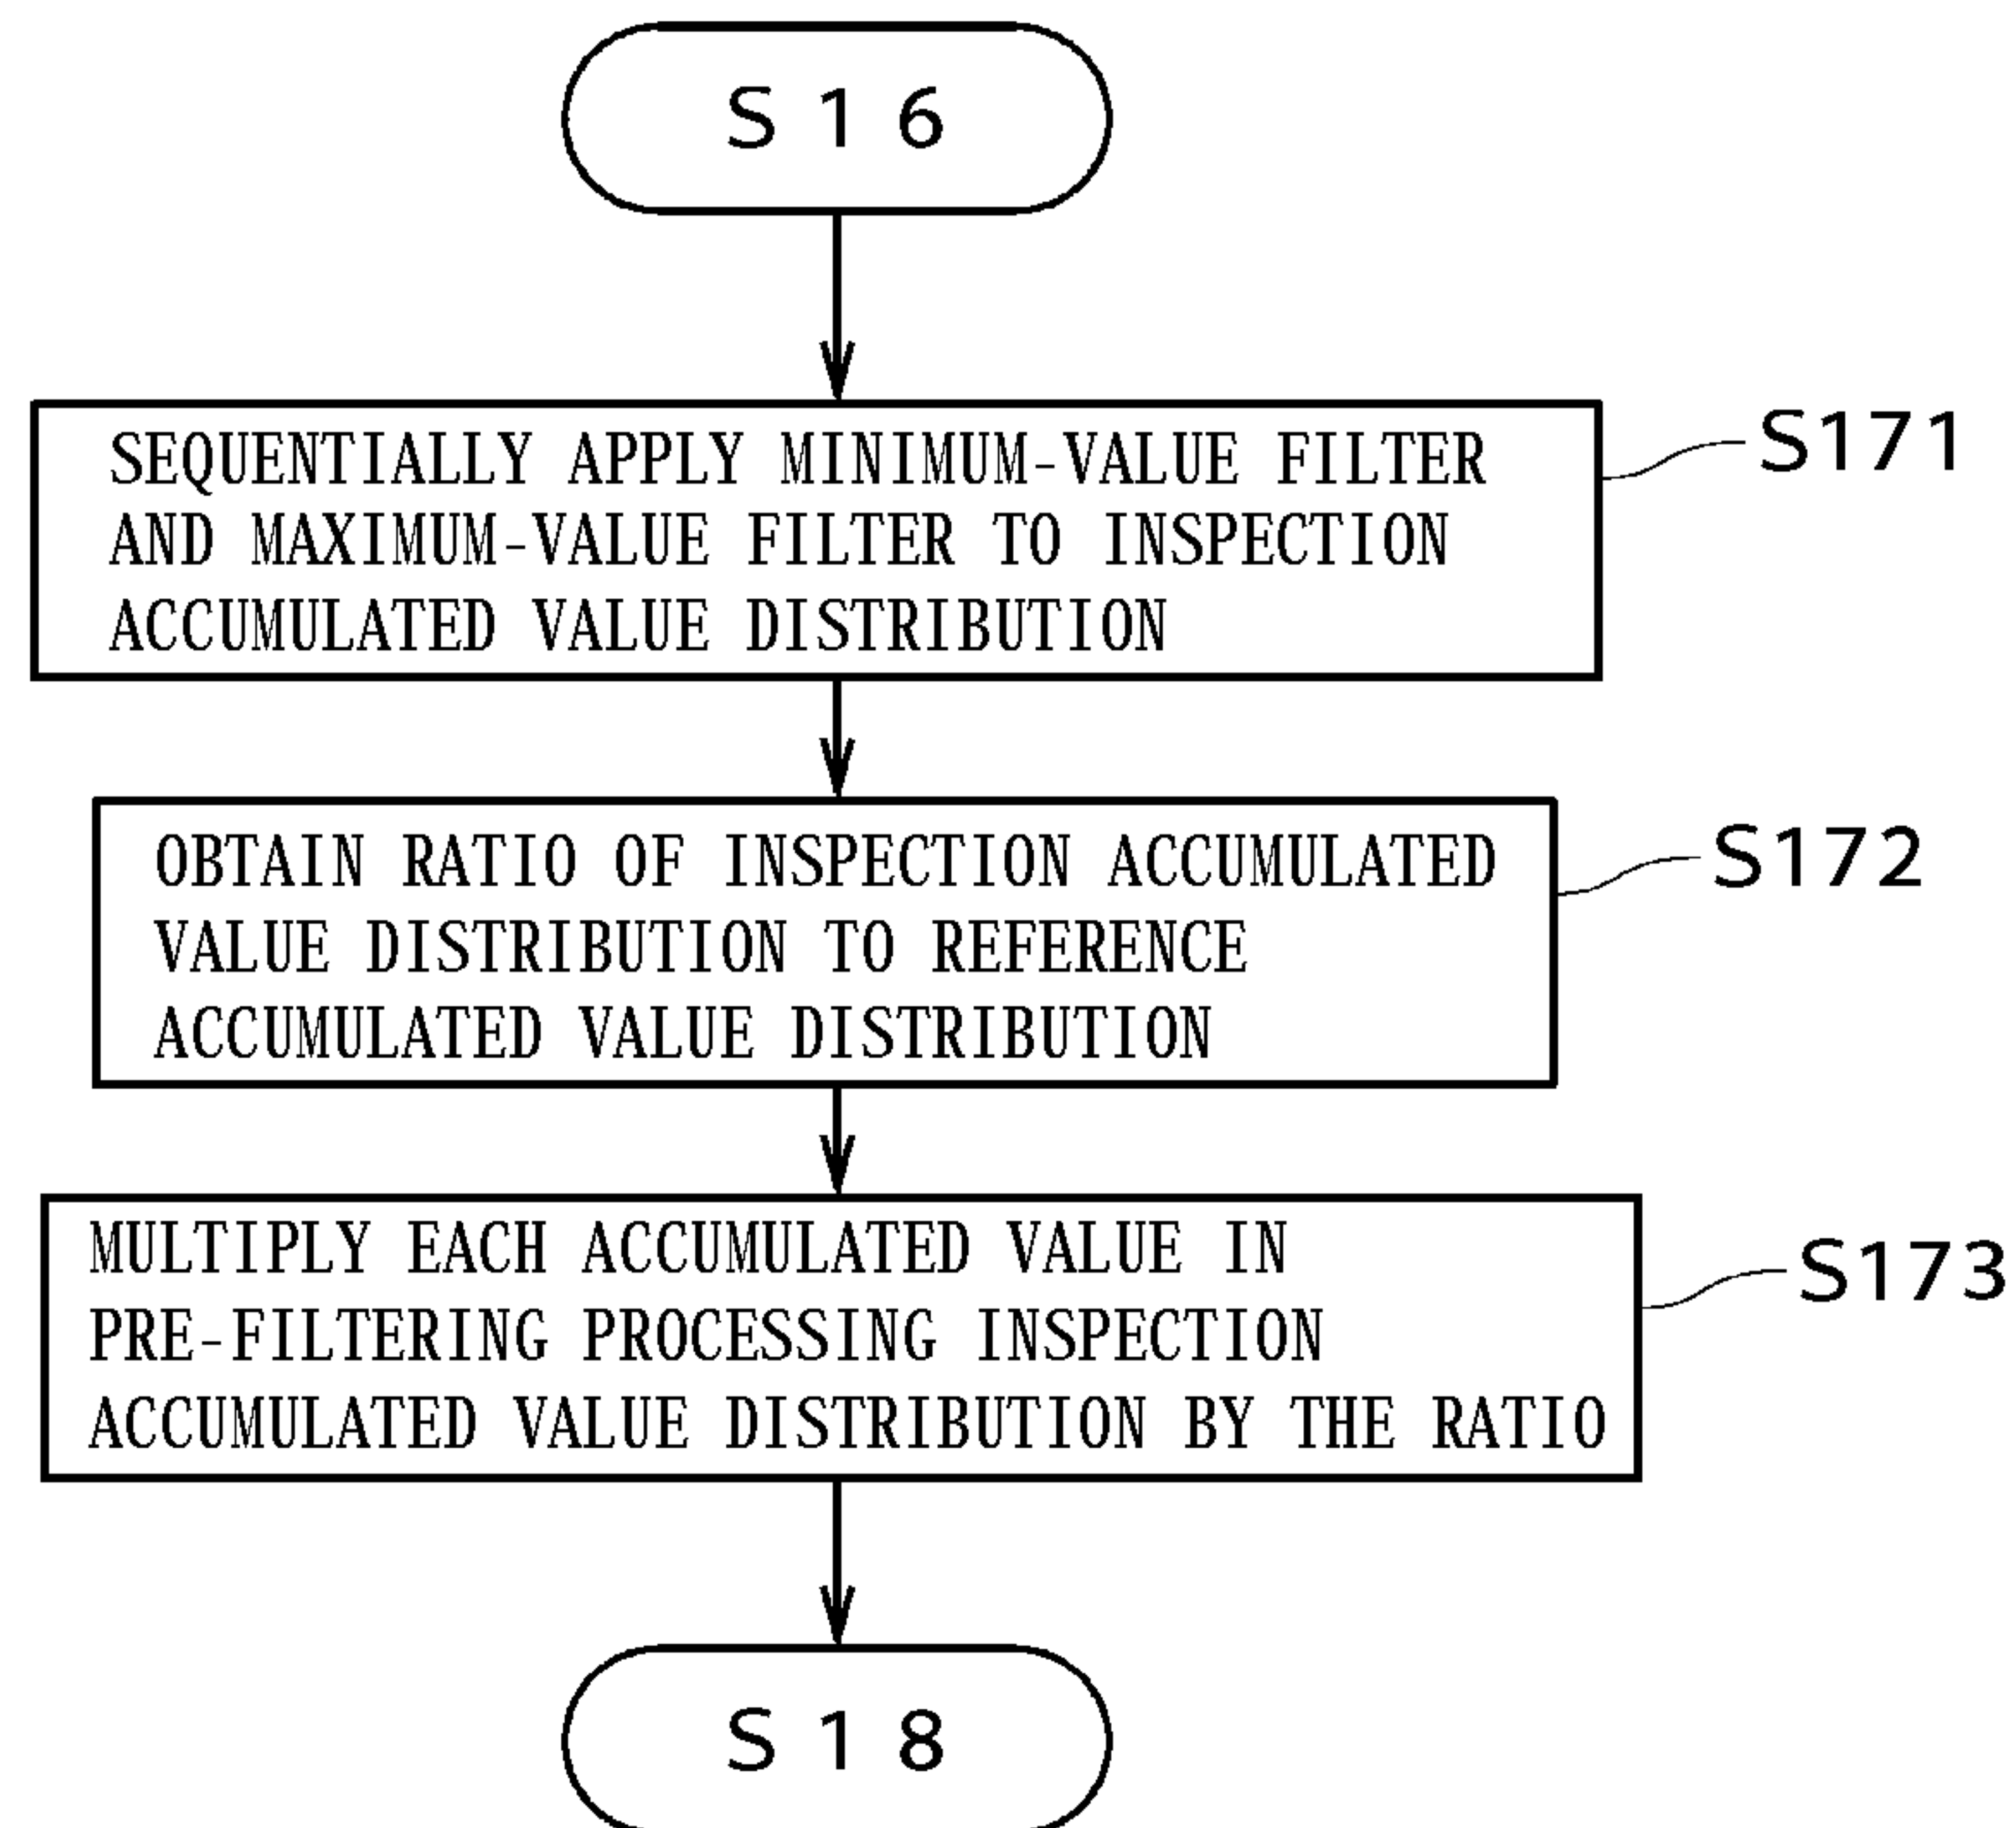 S16
SEQUENTIALLY APPLY MINIMUM-VALUE FILTER
AND MAXIMUM-VALUE FILTER TO INSPECTION
ACCUMULATED VALUE DISTRIBUTION
S171
OBTAIN RATIO OF INSPECTION ACCUMULATED
VALUE DISTRIBUTION TO REFERENCE
ACCUMULATED VALUE DISTRIBUTION
S172
MULTIPLY EACH ACCUMULATED VALUE IN
PRE-FILTERING PROCESSING INSPECTION
ACCUMULATED VALUE DISTRIBUTION BY THE RATIO
S173
S18